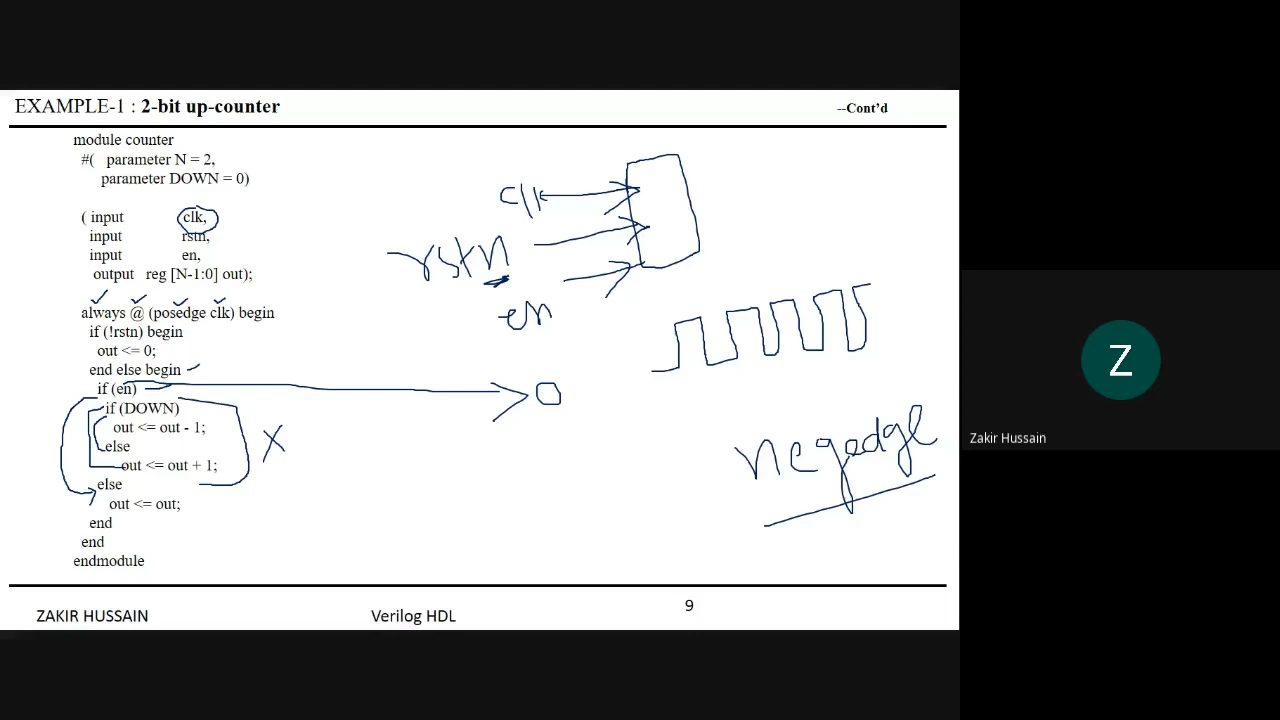 EXAMPLE-1 : 2-bit up-counter
--Cont'd
module counter
#( parameter N = 2,
parameter DOWN = 0)
( input clk,
input rstn,
input en,
output reg [N-1:0] out);
always @ (posedge clk) begin
if (!rstn) begin
out <= 0;
end else begin
if (en)
if (DOWN)
out <= out - 1;
else
out <= out + 1;
else
out <= out;
end
end
endmodule
clk
rstn
en
0
X
negedge
Z
Zakir Hussain
ZAKIR HUSSAIN
Verilog HDL
9